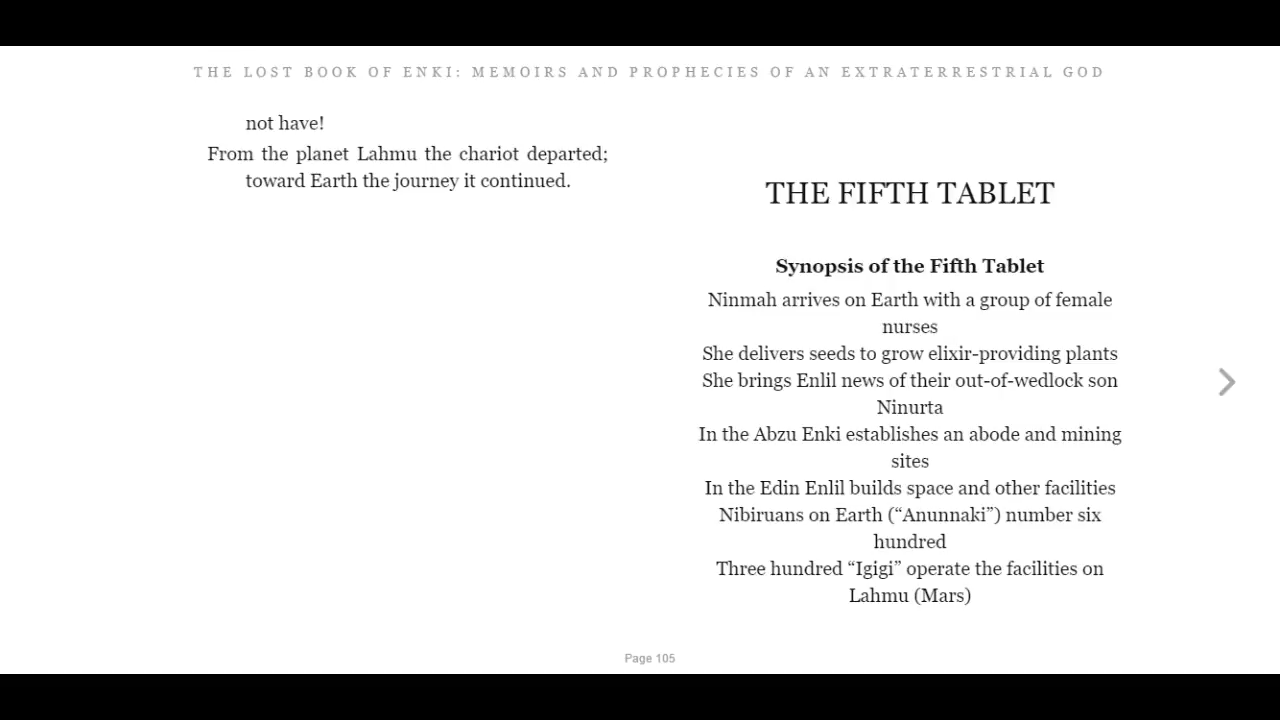 THE LOST BOOK OF ENKI: MEMOIRS AND PROPHECIES OF AN EXTRATERRESTRIAL GOD
not have!
From the planet Lahmu the chariot departed;
toward Earth the journey it continued.
THE FIFTH TABLET
Synopsis of the Fifth Tablet
Ninmah arrives on Earth with a group of female
nurses
She delivers seeds to grow elixir-providing plants
She brings Enlil news of their out-of-wedlock son
Ninurta
In the Abzu Enki establishes an abode and mining
sites
In the Edin Enlil builds space and other facilities
Nibiruans on Earth (“Anunnaki”) number six
hundred
Three hundred “Igigi” operate the facilities on
Lahmu (Mars)
Page 105